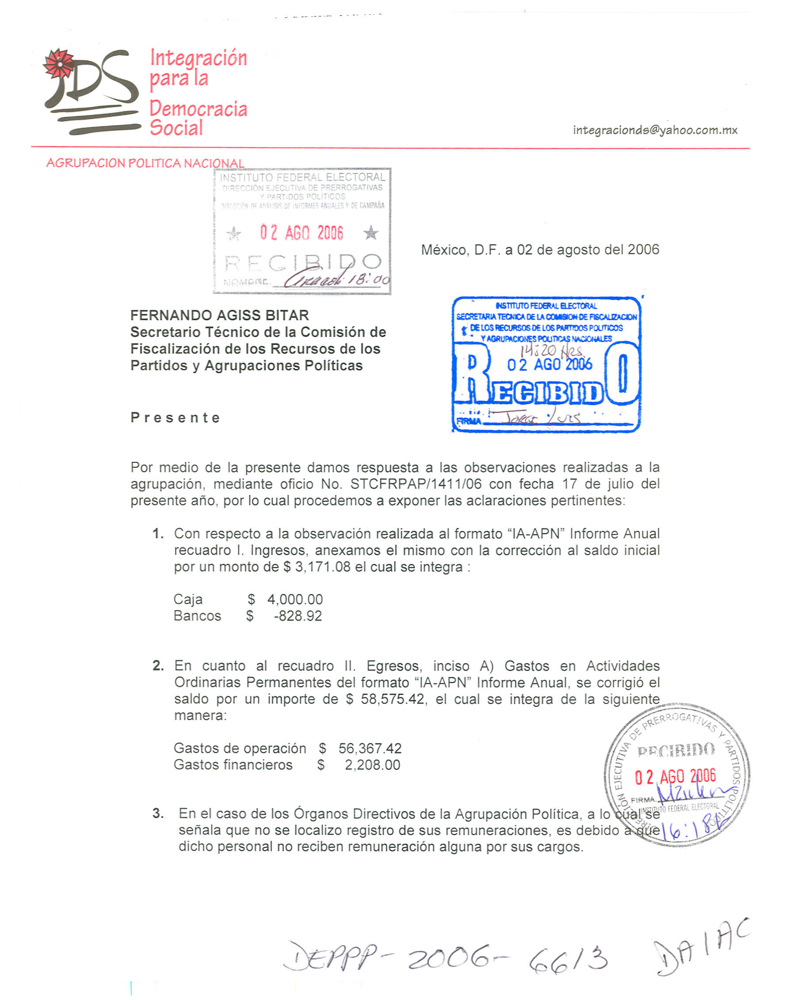 iDS
Integración
para la
Democracia
Social
integracionds@yahoo.com.mx
AGRUPACION POLITICA NACIONAL
INSTITUTO FEDERAL ELECTORAL
DIRECCIÓN EJECUTIVA DE PRERROGATIVAS
Y PARTIDOS POLÍTICOS
DIRECCIÓN DE ANÁLISIS DE INFORMES ANUALES Y DE CAMPAÑA
02 AGO 2006
RECIBIDO
NOMBRE: 18:00
México, D.F. a 02 de agosto del 2006
FERNANDO AGISS BITAR
Secretario Técnico de la Comisión de
Fiscalización de los Recursos de los
Partidos y Agrupaciones Políticas
INSTITUTO FEDERAL ELECTORAL
SECRETARIA TECNICA DE LA COMISION DE FISCALIZACION
DE LOS RECURSOS DE LOS PARTIDOS POLITICOS
Y AGRUPACIONES POLITICAS NACIONALES
14:20 Hrs.
02 AGO 2006
RECIBIDO
FIRMA Jorge Luis
Presente
Por medio de la presente damos respuesta a las observaciones realizadas a la
agrupación, mediante oficio No. STCFRPAP/1411/06 con fecha 17 de julio del
presente año, por lo cual procedemos a exponer las aclaraciones pertinentes:
1. Con respecto a la observación realizada al formato “IA-APN” Informe Anual
recuadro I. Ingresos, anexamos el mismo con la corrección al saldo inicial
por un monto de $ 3,171.08 el cual se integra :
Caja $ 4,000.00
Bancos $ -828.92
2. En cuanto al recuadro II. Egresos, inciso A) Gastos en Actividades
Ordinarias Permanentes del formato “IA-APN” Informe Anual, se corrigió el
saldo por un importe de $ 58,575.42, el cual se integra de la siguiente
manera:
Gastos de operación $ 56,367.42
Gastos financieros $ 2,208.00
DIRECCIÓN EJECUTIVA DE PRERROGATIVAS Y PARTIDOS POLITICOS
RECIBIDO
02 AGO 2006
FIRMA
INSTITUTO FEDERAL ELECTORAL
16:18
3. En el caso de los Órganos Directivos de la Agrupación Política, a lo cual se
señala que no se localizo registro de sus remuneraciones, es debido a que
dicho personal no reciben remuneración alguna por sus cargos.
DEPPP-2006-6613 DAIAC